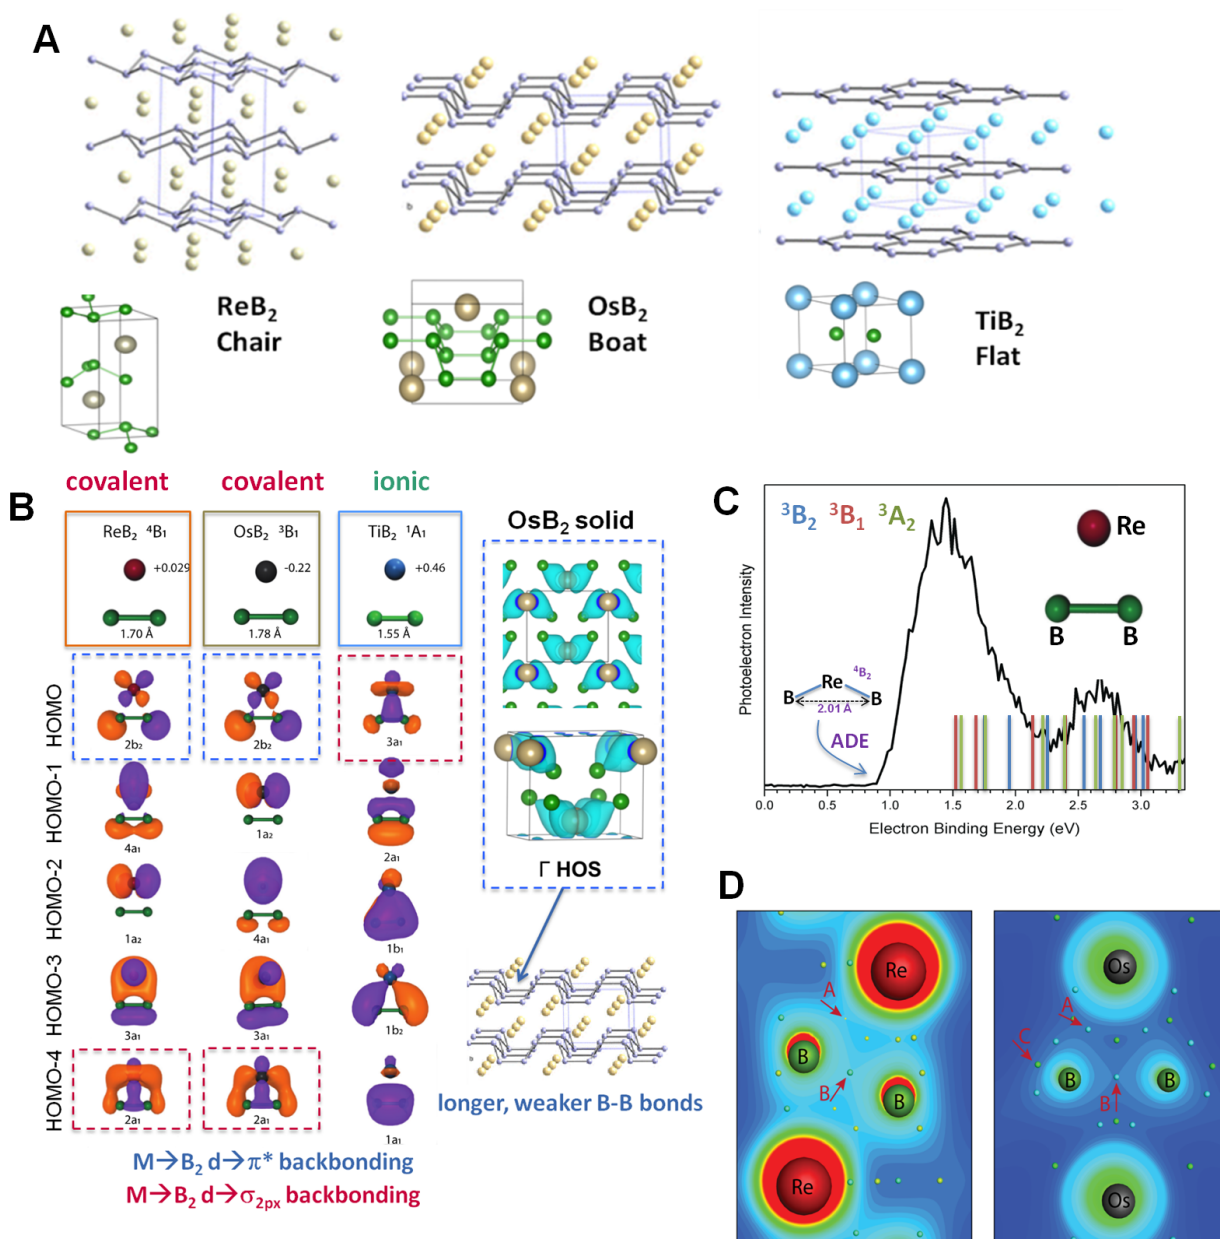 A
ReB₂
Chair
OsB₂
Boat
TiB₂
Flat
B
covalent
covalent
ionic
ReB₂ ⁴B₁
+0.029
1.70 Å
OsB₂ ³B₁
-0.22
1.78 Å
TiB₂ ¹A₁
+0.46
1.55 Å
HOMO
2b₂
2b₂
3a₁
HOMO-1
4a₁
1a₂
2a₁
HOMO-2
1a₂
4a₁
1b₁
HOMO-3
3a₁
3a₁
1b₂
HOMO-4
2a₁
2a₁
1a₁
M→B₂ d→π* backbonding
M→B₂ d→σ₂ₚₓ backbonding
OsB₂ solid
Γ HOS
longer, weaker B-B bonds
C
³B₂ ³B₁ ³A₂
Re
B B
Photoelectron Intensity
⁴B₂
Re
B B
2.01 Å
ADE
0.0 0.5 1.0 1.5 2.0 2.5 3.0
Electron Binding Energy (eV)
D
Re
A
B
B
B
Re
Os
A
C
B
B
B
Os